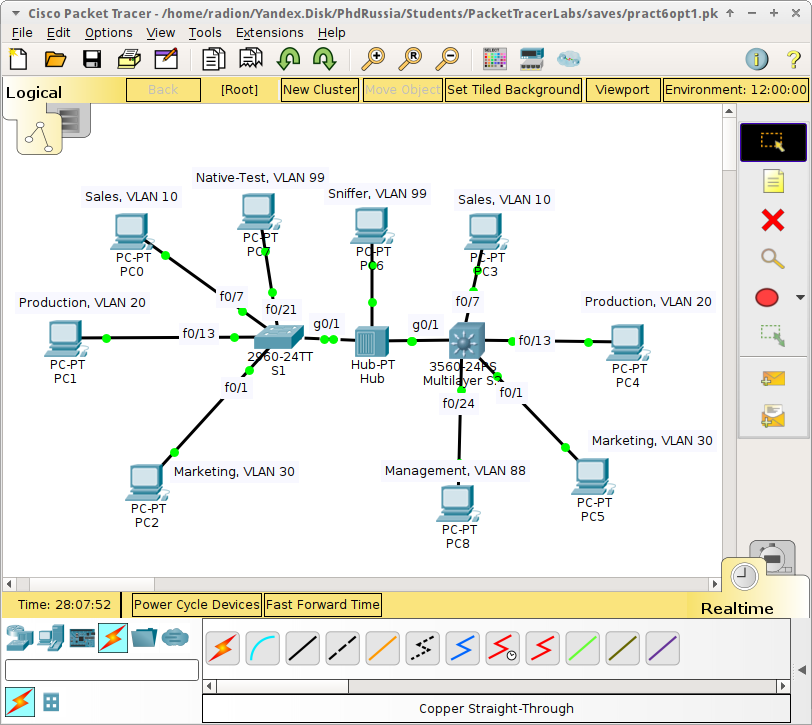 Cisco Packet Tracer - /home/radion/Yandex.Disk/PhdRussia/Students/PacketTracerLabs/saves/pract6opt1.pk
File Edit Options View Tools Extensions Help
Logical
Back
[Root]
New Cluster
Move Object
Set Tiled Background
Viewport
Environment: 12:00:00
Native-Test, VLAN 99
Sales, VLAN 10
Sniffer, VLAN 99
Sales, VLAN 10
PC-PT
PC7
PC-PT
PC0
PC-PT
PC6
PC-PT
PC3
Production, VLAN 20
f0/7
f0/21
g0/1
g0/1
f0/7
Production, VLAN 20
f0/13
f0/13
PC-PT
PC1
2960-24TT
S1
Hub-PT
Hub
3560-24PS
Multilayer
PC-PT
PC4
f0/1
f0/24
f0/1
Marketing, VLAN 30
Management, VLAN 88
Marketing, VLAN 30
PC-PT
PC2
PC-PT
PC8
PC-PT
PC5
Time: 28:07:52
Power Cycle Devices
Fast Forward Time
Realtime
SELECT
Copper Straight-Through